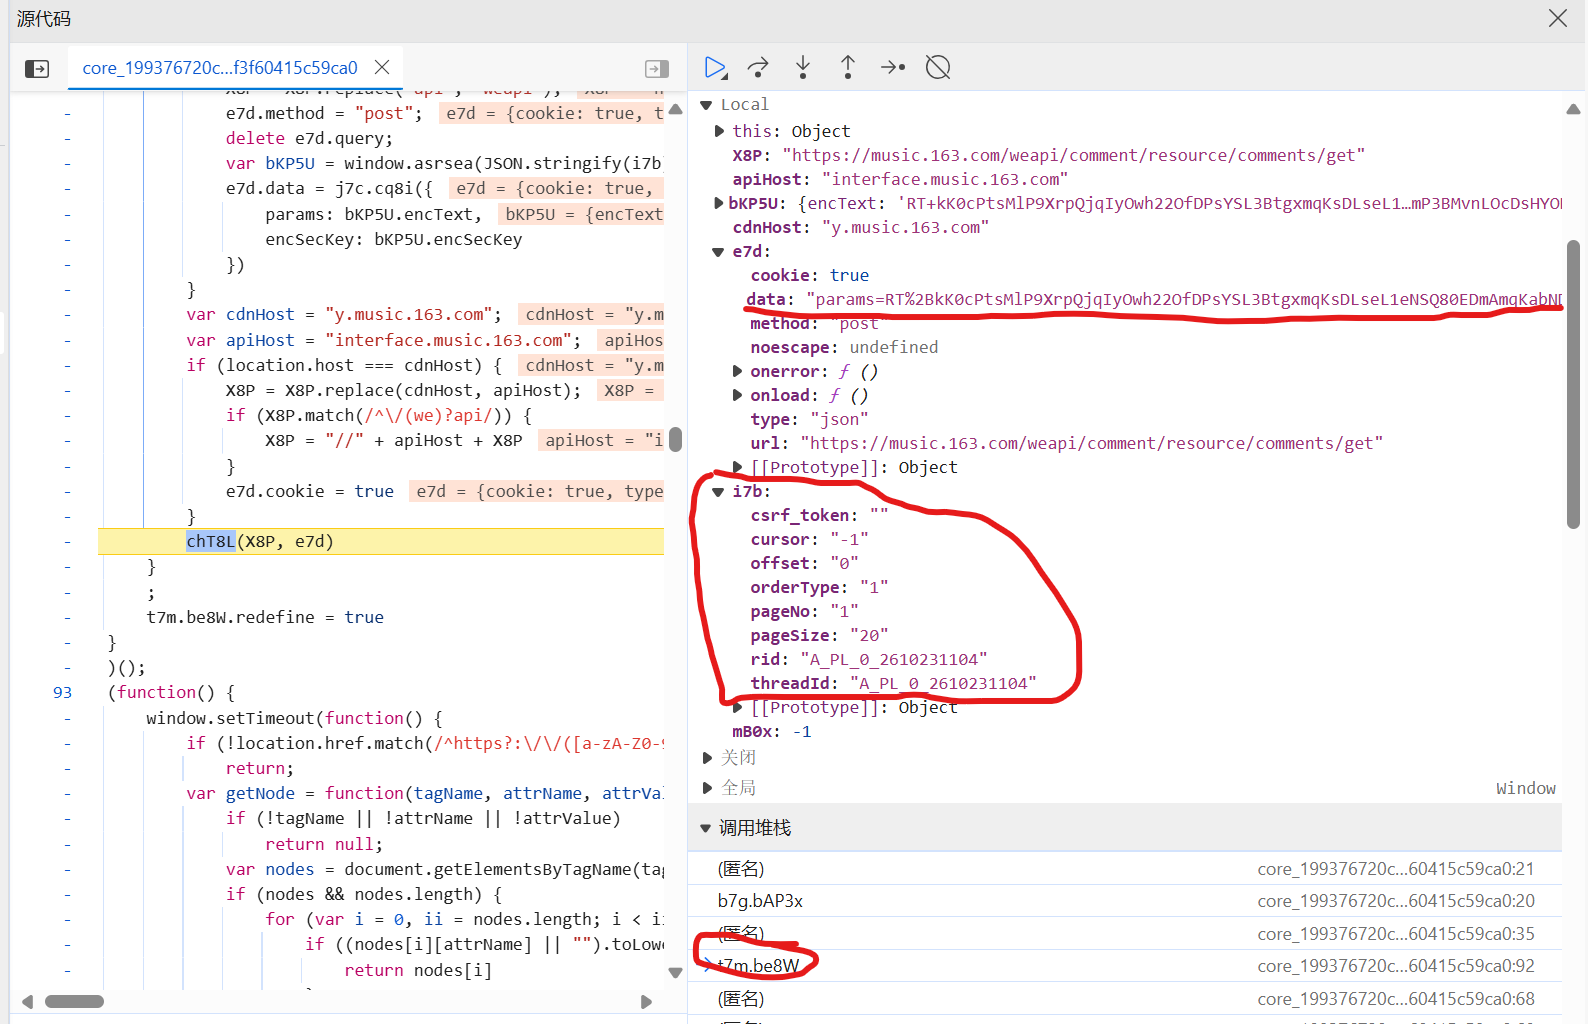 源代码
core_199376720c...f3f60415c59ca0
e7d.method = "post"; e7d = {cookie: true, t
delete e7d.query;
var bKP5U = window.asrsea(JSON.stringify(i7b)
e7d.data = j7c.cq8i({ e7d = {cookie: true,
params: bKP5U.encText, bKP5U = {encText
encSecKey: bKP5U.encSecKey
})
}
var cdnHost = "y.music.163.com"; cdnHost = "y.m
var apiHost = "interface.music.163.com"; apiHos
if (location.host === cdnHost) { cdnHost = "y.m
X8P = X8P.replace(cdnHost, apiHost); X8P =
if (X8P.match(/^\/(we)?api/)) {
X8P = "//" + apiHost + X8P apiHost = "i
}
e7d.cookie = true e7d = {cookie: true, type
}
chT8L(X8P, e7d)
}
;
t7m.be8W.redefine = true
}
)();
93 (function() {
window.setTimeout(function() {
if (!location.href.match(/^https?:\/\/([a-zA-Z0-9
return;
var getNode = function(tagName, attrName, attrVal
if (!tagName || !attrName || !attrValue)
return null;
var nodes = document.getElementsByTagName(tag
if (nodes && nodes.length) {
for (var i = 0, ii = nodes.length; i < ii
if ((nodes[i][attrName] || "").toLowe
return nodes[i]
Local
this: Object
X8P: "https://music.163.com/weapi/comment/resource/comments/get"
apiHost: "interface.music.163.com"
bKP5U: {encText: 'RT+kK0cPtsMlP9XrpQjqIyOwh22OfDPsYSL3BtgxmqKsDLseL1…mP3BMvnLOcDsHYOH
cdnHost: "y.music.163.com"
e7d:
cookie: true
data: "params=RT%2BkK0cPtsMlP9XrpQjqIyOwh22OfDPsYSL3BtgxmqKsDLseL1eNSQ80EDmAmqKabND
method: "post"
noescape: undefined
onerror: ƒ ()
onload: ƒ ()
type: "json"
url: "https://music.163.com/weapi/comment/resource/comments/get"
[[Prototype]]: Object
i7b:
csrf_token: ""
cursor: "-1"
offset: "0"
orderType: "1"
pageNo: "1"
pageSize: "20"
rid: "A_PL_0_2610231104"
threadId: "A_PL_0_2610231104"
[[Prototype]]: Object
mB0x: -1
关闭
全局 Window
调用堆栈
(匿名) core_199376720c...60415c59ca0:21
b7g.bAP3x core_199376720c...60415c59ca0:20
(匿名) core_199376720c...60415c59ca0:35
t7m.be8W core_199376720c...60415c59ca0:92
(匿名) core_199376720c...60415c59ca0:68